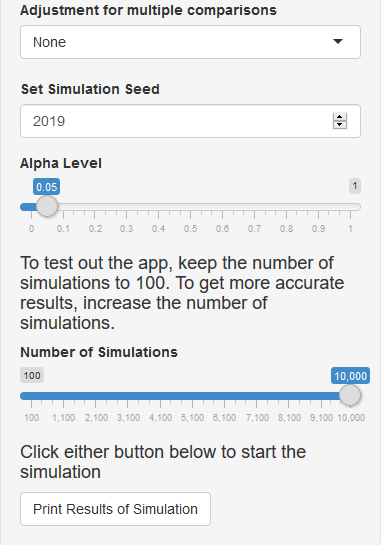 Adjustment for multiple comparisons
None
Set Simulation Seed
2019
Alpha Level
0.05 1
0 0.1 0.2 0.3 0.4 0.5 0.6 0.7 0.8 0.9 1
To test out the app, keep the number of
simulations to 100. To get more accurate
results, increase the number of
simulations.
Number of Simulations
100 10,000
100 1,100 2,100 3,100 4,100 5,100 6,100 7,100 8,100 9,100 10,000
Click either button below to start the
simulation
Print Results of Simulation